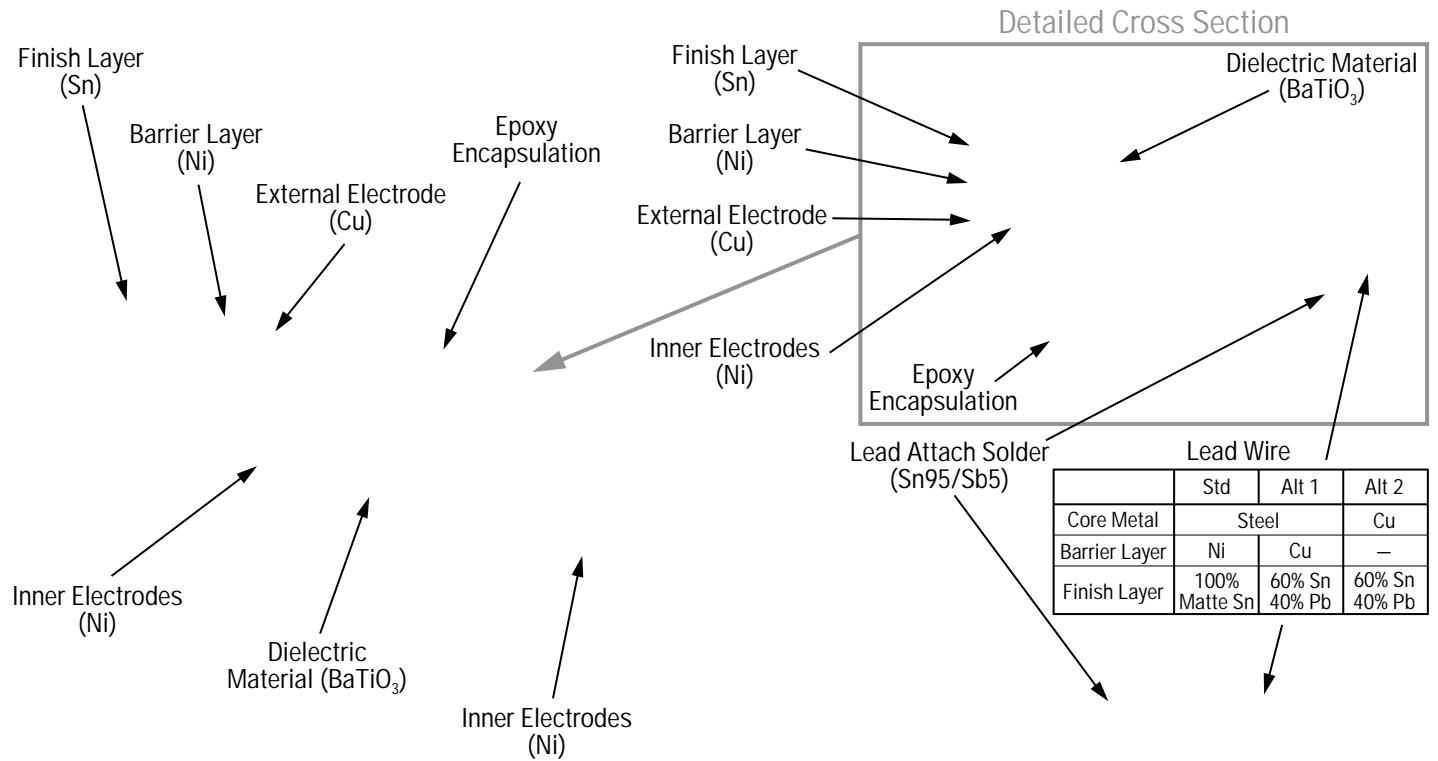 Detailed Cross Section
Finish Layer
(Sn)
Barrier Layer
(Ni)
External Electrode
(Cu)
Epoxy
Encapsulation
Inner Electrodes
(Ni)
Dielectric
Material (BaTiO₃)
Inner Electrodes
(Ni)
Finish Layer
(Sn)
Barrier Layer
(Ni)
External Electrode
(Cu)
Inner Electrodes
(Ni)
Dielectric Material
(BaTiO₃)
Epoxy
Encapsulation
Lead Attach Solder
(Sn95/Sb5)
Lead Wire
Std Alt 1 Alt 2
Core Metal Steel Cu
Barrier Layer Ni Cu –
Finish Layer 100% Matte Sn 60% Sn 40% Pb 60% Sn 40% Pb